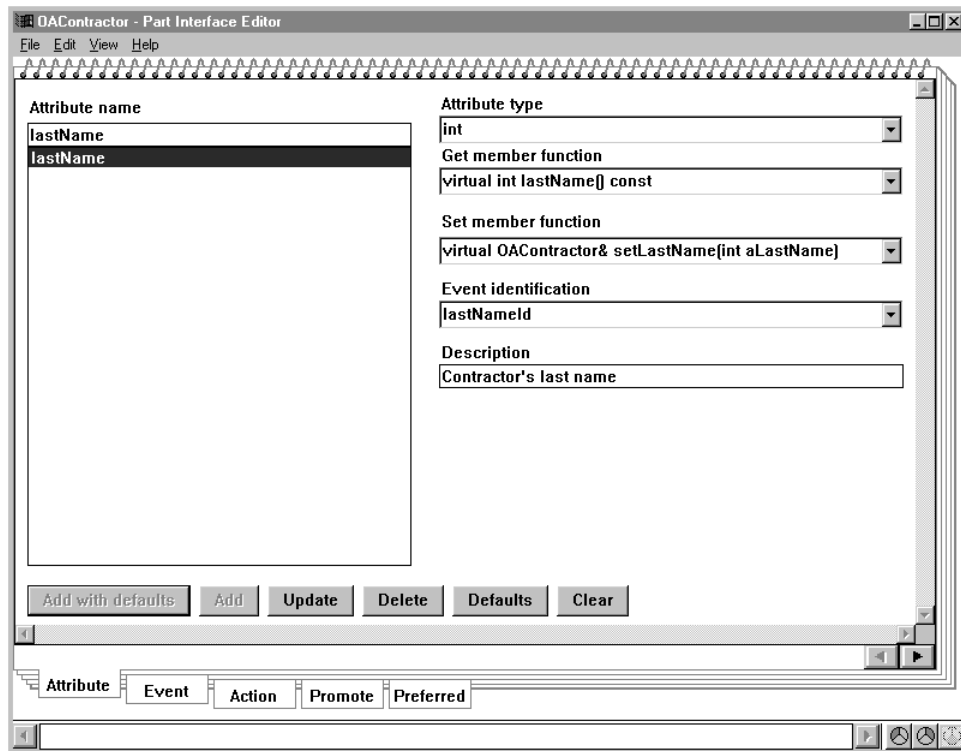 OAContractor - Part Interface Editor
File Edit View Help
Attribute name
lastName
lastName
Attribute type
int
Get member function
virtual int lastName() const
Set member function
virtual OAContractor& setLastName(int aLastName)
Event identification
lastNameId
Description
Contractor's last name
Add with defaults Add Update Delete Defaults Clear
Attribute Event Action Promote Preferred